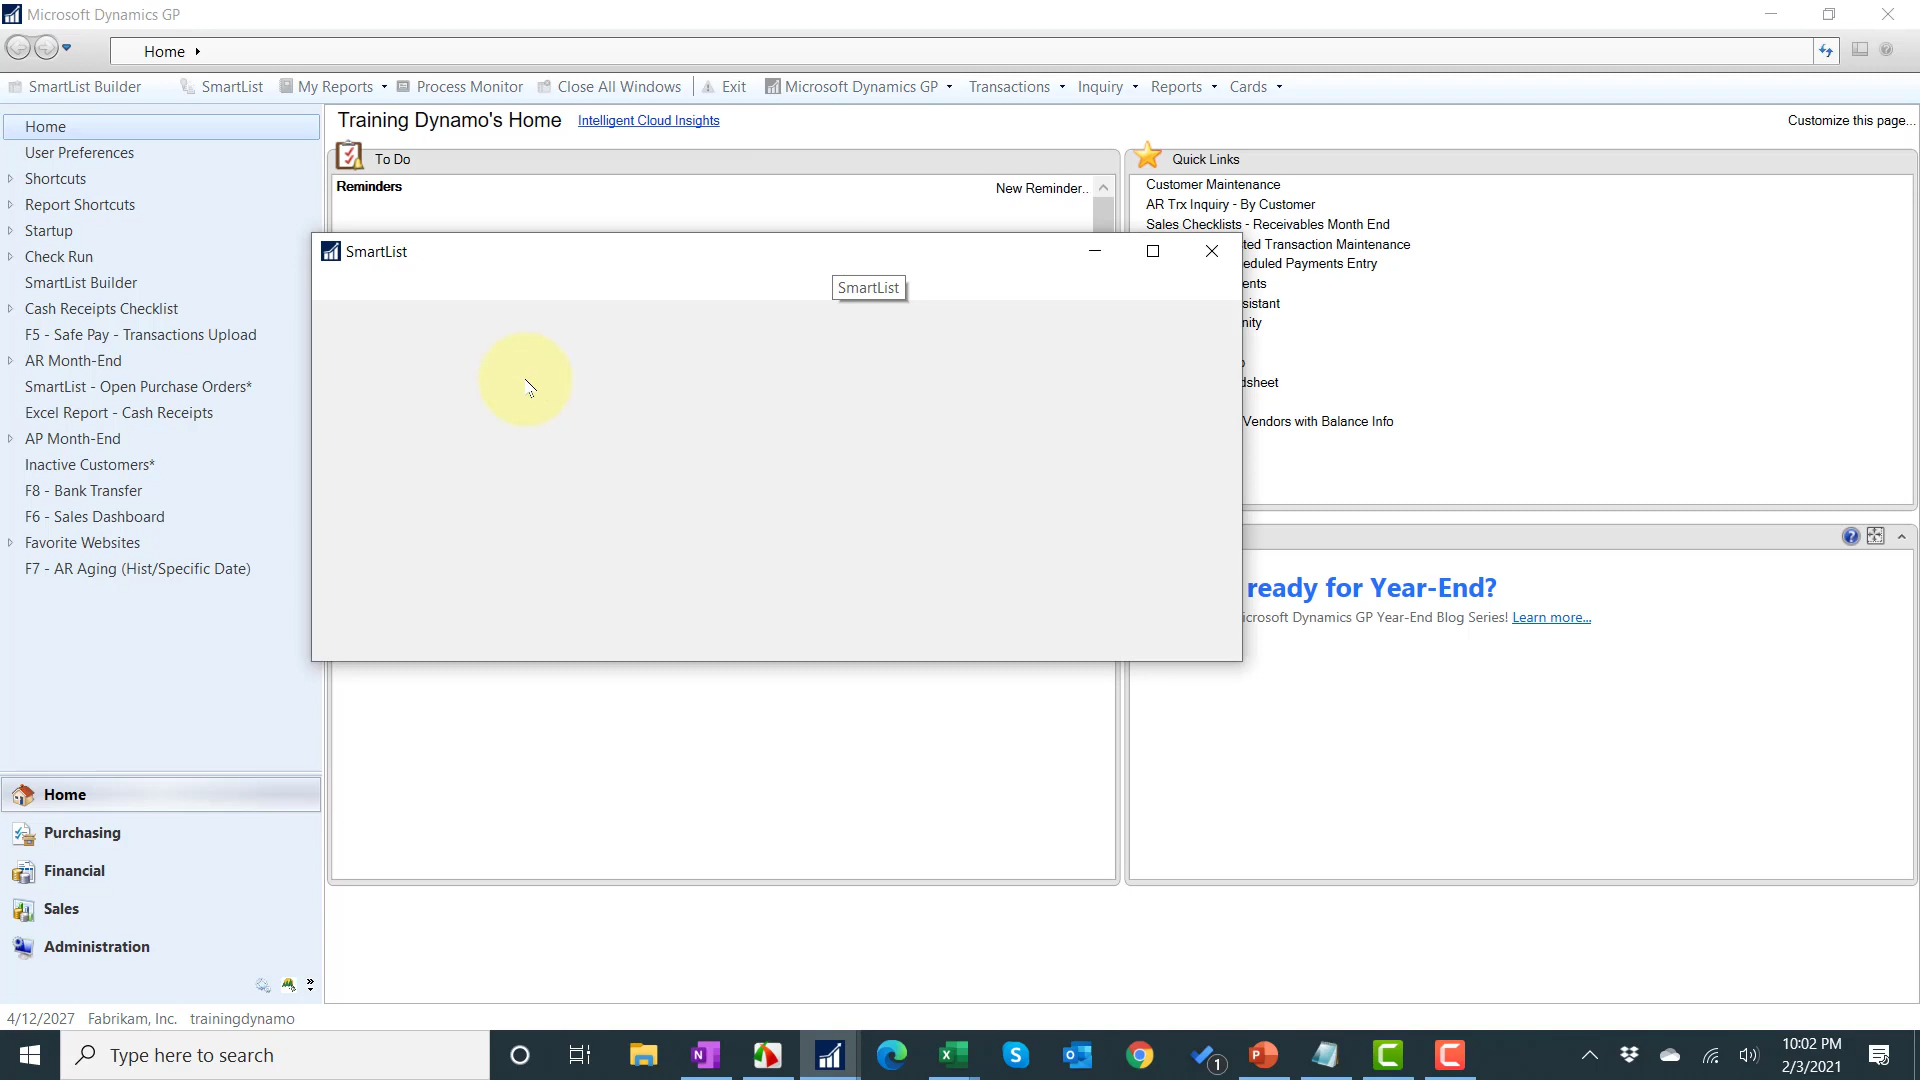 Microsoft Dynamics GP
Home
SmartList Builder
SmartList
My Reports
Process Monitor
Close All Windows
Exit
Microsoft Dynamics GP
Transactions
Inquiry
Reports
Cards
Home
User Preferences
Shortcuts
Report Shortcuts
Startup
Check Run
SmartList Builder
Cash Receipts Checklist
F5 - Safe Pay - Transactions Upload
AR Month-End
SmartList - Open Purchase Orders*
Excel Report - Cash Receipts
AP Month-End
Inactive Customers*
F8 - Bank Transfer
F6 - Sales Dashboard
Favorite Websites
F7 - AR Aging (Hist/Specific Date)
Home
Purchasing
Financial
Sales
Administration
Training Dynamo's Home
Intelligent Cloud Insights
Customize this page...
To Do
Reminders
New Reminder..
SmartList
SmartList
Quick Links
Customer Maintenance
AR Trx Inquiry - By Customer
Sales Checklists - Receivables Month End
ted Transaction Maintenance
eduled Payments Entry
ents
sistant
nity
dsheet
Vendors with Balance Info
ready for Year-End?
icrosoft Dynamics GP Year-End Blog Series! Learn more...
4/12/2027 Fabrikam, Inc. trainingdynamo
Type here to search
1
10:02 PM
2/3/2021